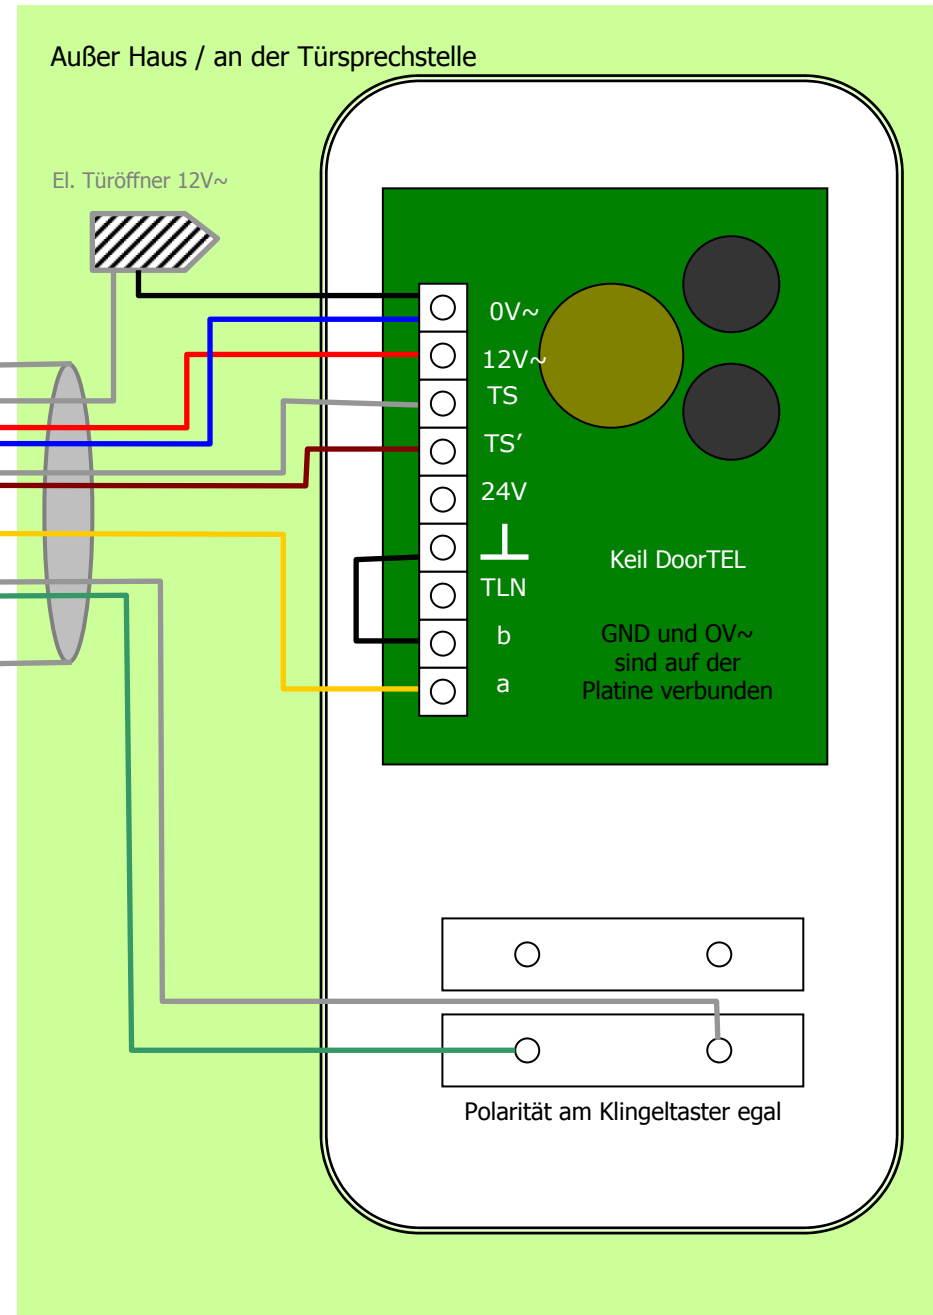 Außer Haus / an der Türsprechstelle
El. Türöffner 12V~
0V~
12V~
TS
TS’
24V
TLN
b
a
Keil DoorTEL
GND und OV~
sind auf der
Platine verbunden
Polarität am Klingeltaster egal